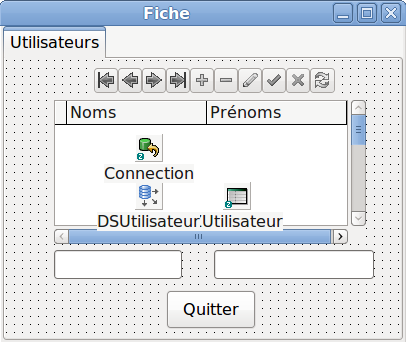 Fiche
Utilisateurs
Noms Prénoms
Connection
DSUtilisateur Utilisateur
Quitter